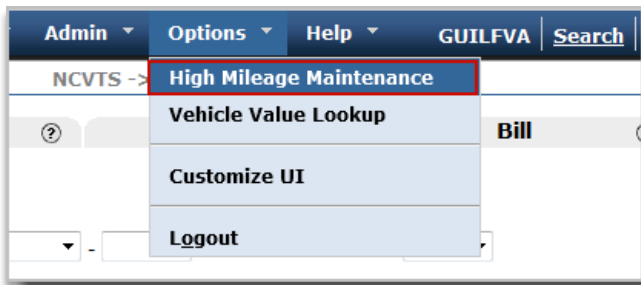 Admin Options Help GUILFVA Search
NCVTS -> High Mileage Maintenance
Vehicle Value Lookup
? Bill
Customize UI
Logout
-